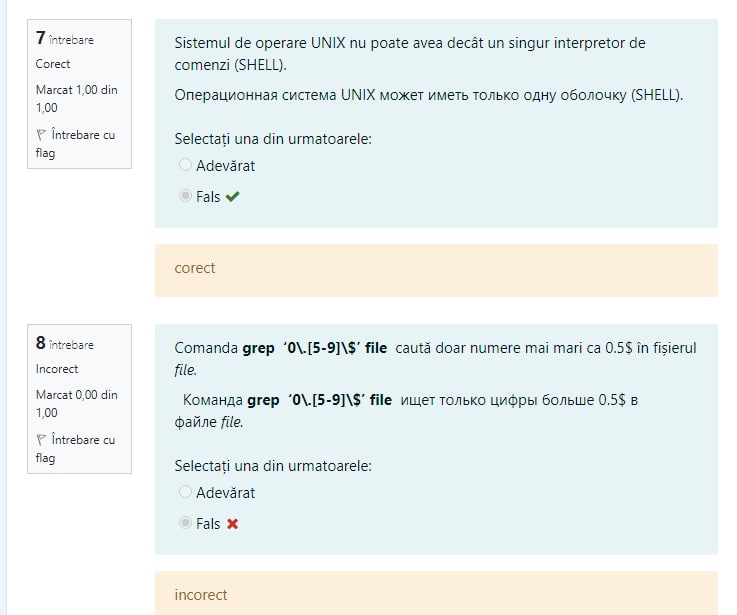 7 întrebare
Corect
Marcat 1,00 din
1,00
Întrebare cu
flag
Sistemul de operare UNIX nu poate avea decât un singur interpretor de
comenzi (SHELL).
Операционная система UNIX может иметь только одну оболочку (SHELL).
Selectați una din urmatoarele:
Adevărat
Fals
corect
8 întrebare
Incorect
Marcat 0,00 din
1,00
Întrebare cu
flag
Comanda grep ‘0\.[5-9]\$’ file caută doar numere mai mari ca 0.5$ în fișierul
file.
Команда grep ‘0\.[5-9]\$’ file ищет только цифры больше 0.5$ в
файле file.
Selectați una din urmatoarele:
Adevărat
Fals
incorect